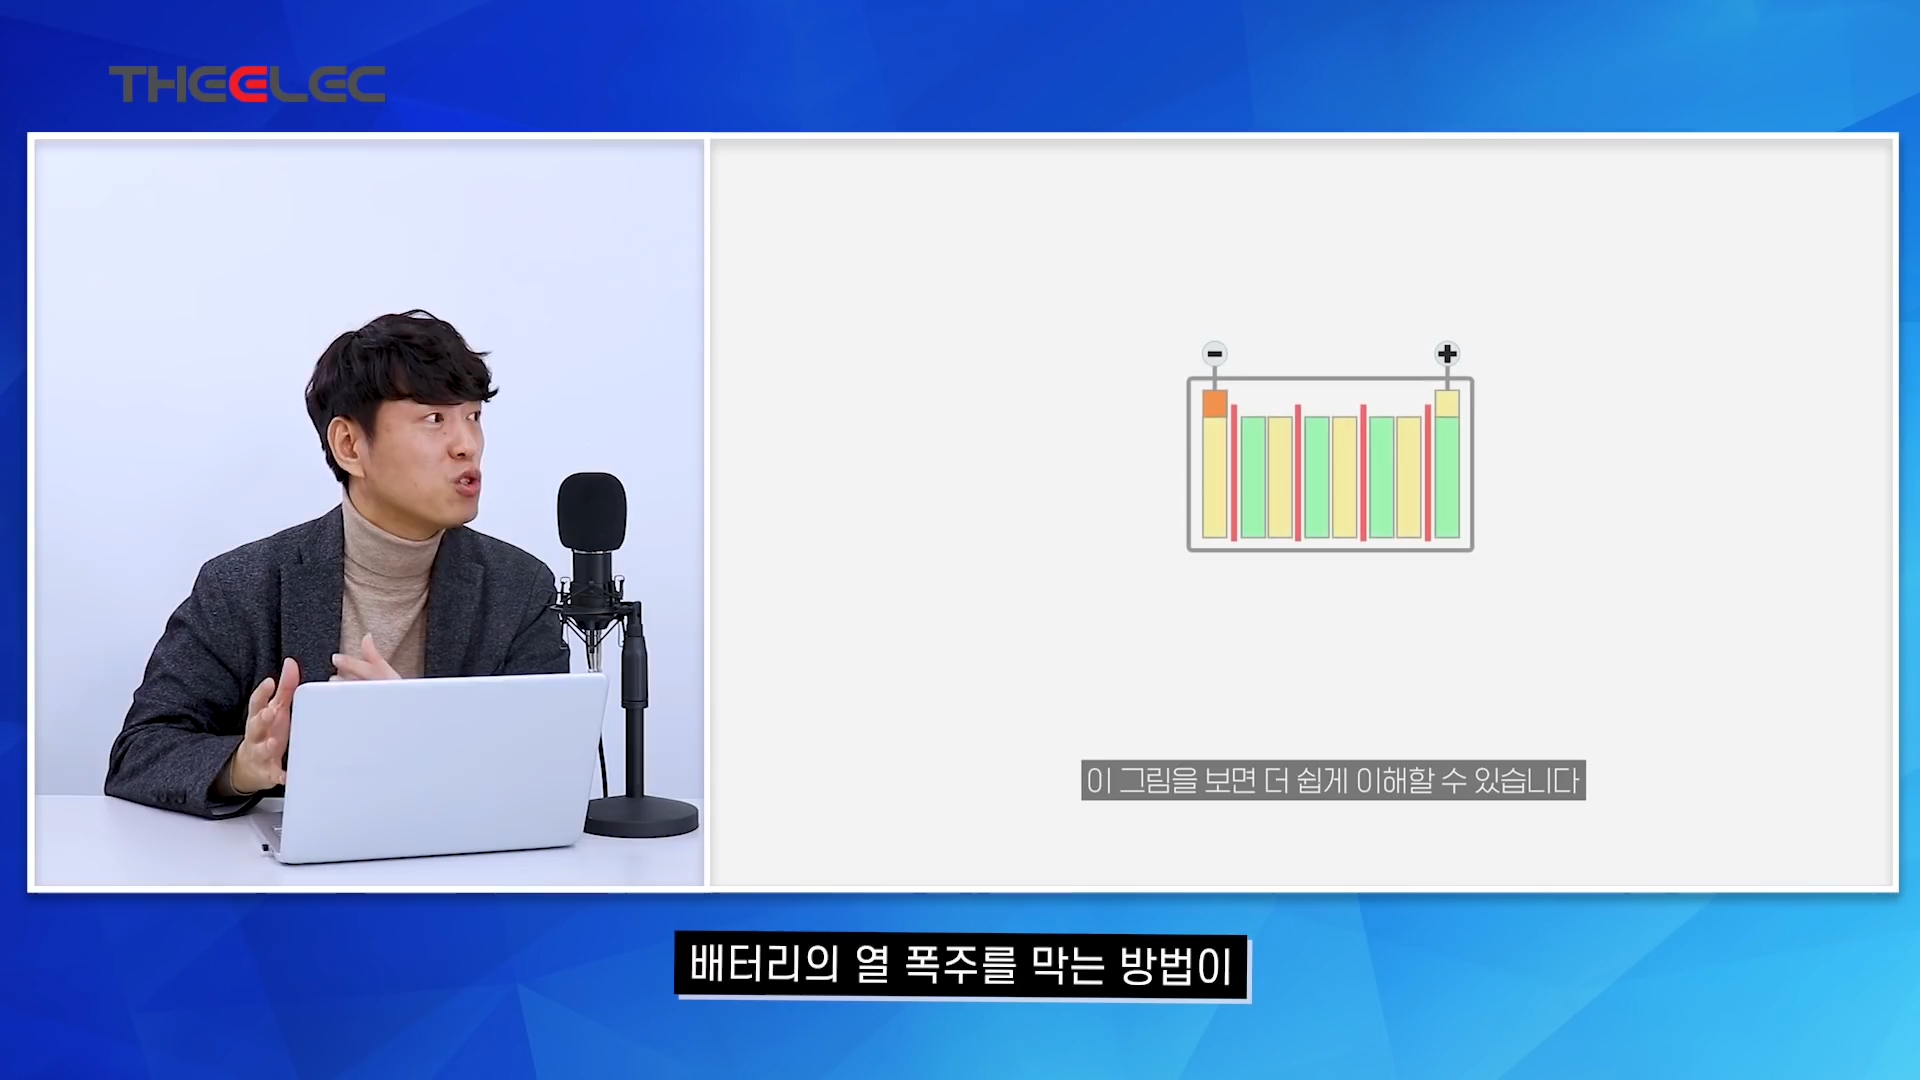 THEELEC
이 그림을 보면 더 쉽게 이해할 수 있습니다
배터리의 열 폭주를 막는 방법이